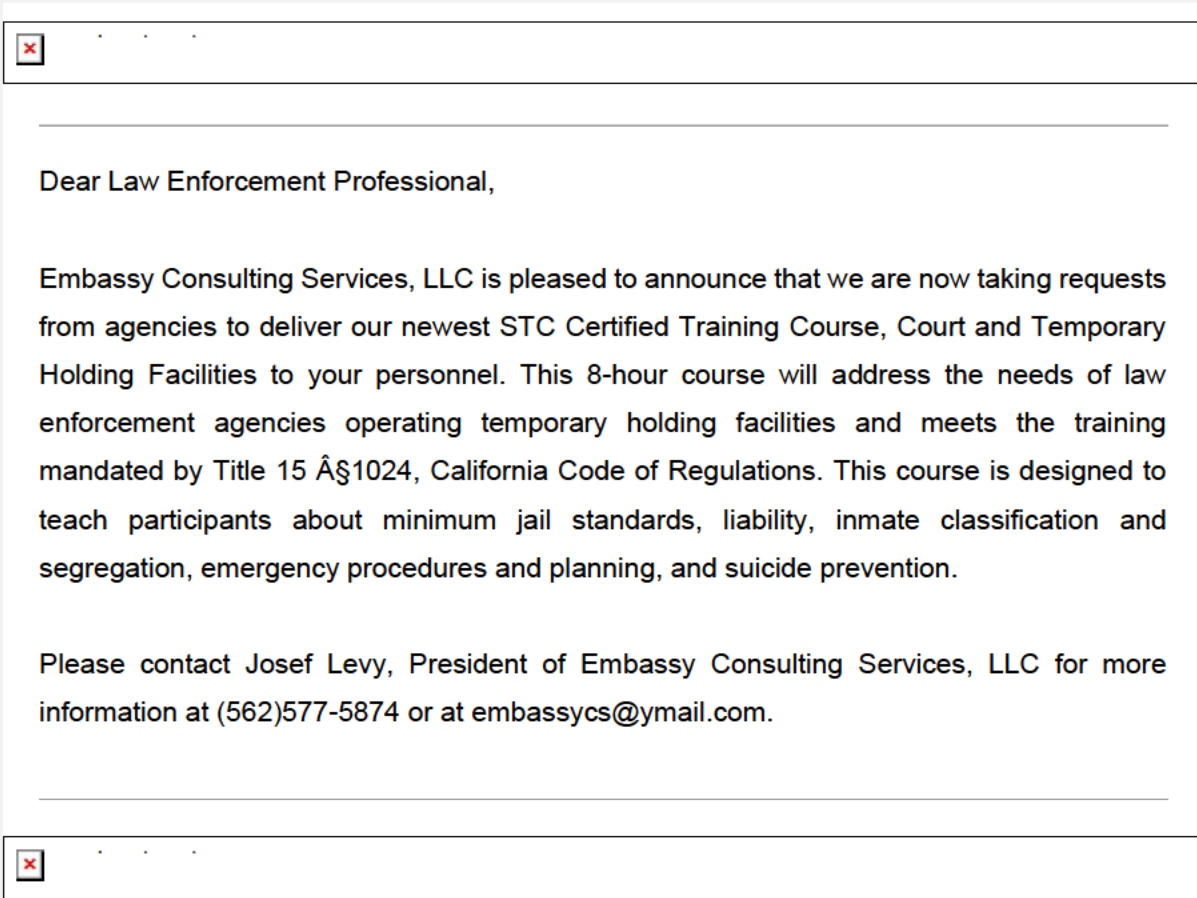 Dear Law Enforcement Professional,
Embassy Consulting Services, LLC is pleased to announce that we are now taking requests
from agencies to deliver our newest STC Certified Training Course, Court and Temporary
Holding Facilities to your personnel. This 8-hour course will address the needs of law
enforcement agencies operating temporary holding facilities and meets the training
mandated by Title 15 Â§1024, California Code of Regulations. This course is designed to
teach participants about minimum jail standards, liability, inmate classification and
segregation, emergency procedures and planning, and suicide prevention.
Please contact Josef Levy, President of Embassy Consulting Services, LLC for more
information at (562)577-5874 or at embassycs@ymail.com.